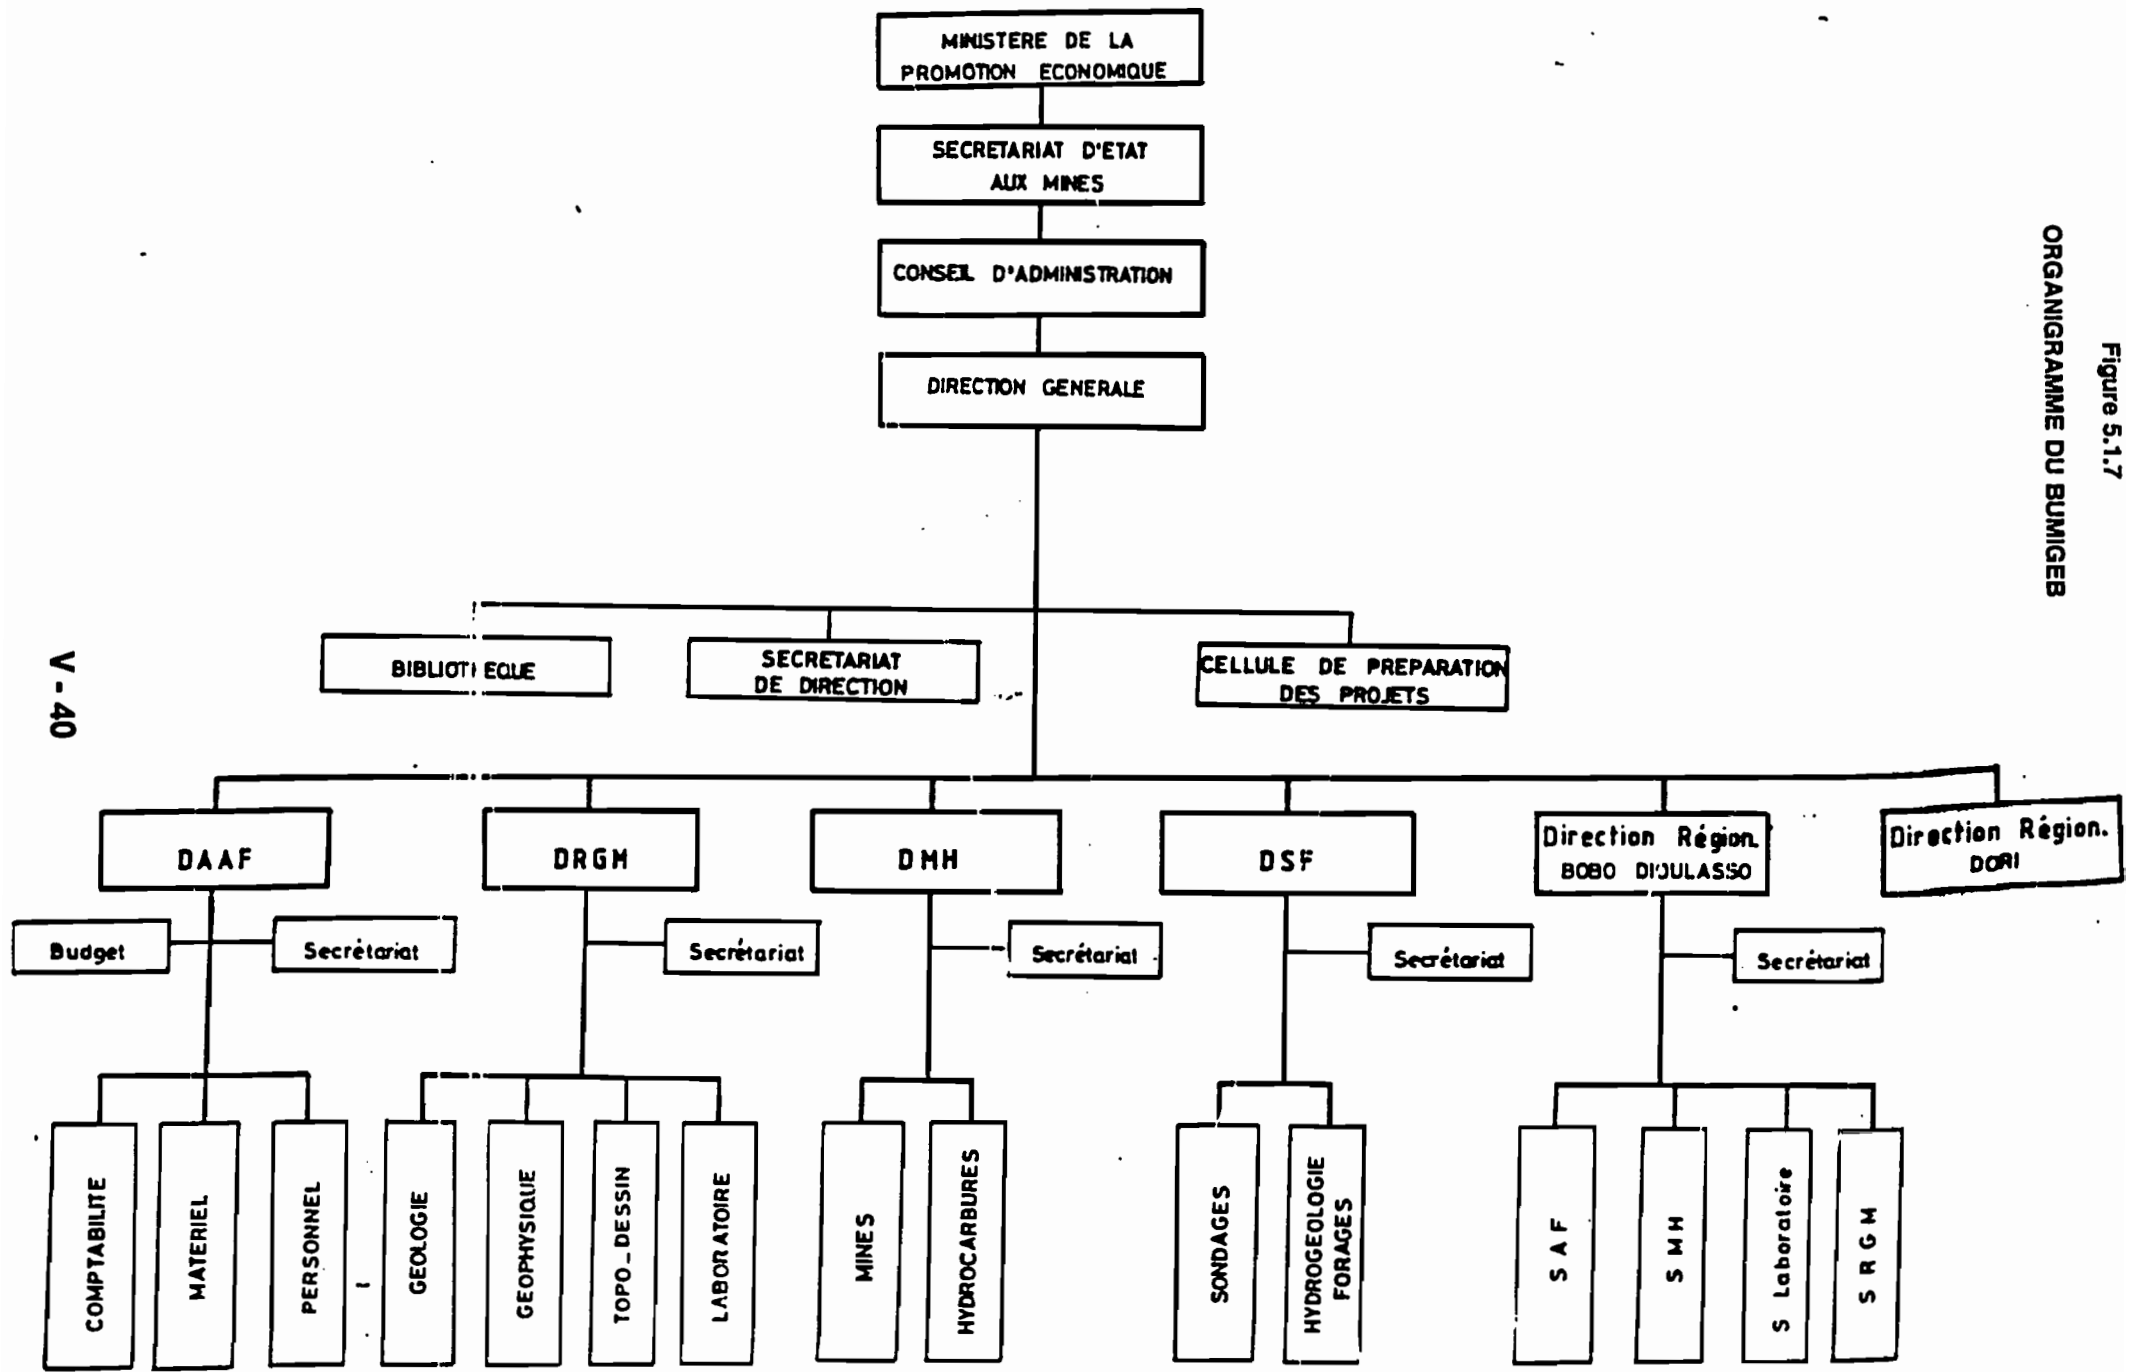 Figure 5.1.7
ORGANIGRAMME DU BUMIGEB
MINISTERE DE LA
PROMOTION ECONOMIQUE
SECRETARIAT D'ETAT
AUX MINES
CONSEIL D'ADMINISTRATION
DIRECTION GENERALE
BIBLIOTHEQUE
SECRETARIAT
DE DIRECTION
CELLULE DE PREPARATION
DES PROJETS
DAAF
DRGM
DMH
DSF
Direction Région.
BOBO DIOULASSO
Direction Région.
DORI
Budget
Secrétariat
Secrétariat
Secrétariat
Secrétariat
Secrétariat
COMPTABILITE
MATERIEL
PERSONNEL
GEOLOGIE
GEOPHYSIQUE
TOPO_DESSIN
LABORATOIRE
MINES
HYDROCARBURES
SONDAGES
HYDROGEOLOGIE
FORAGES
S A F
S M H
S Laboratoire
S R G M
V - 40